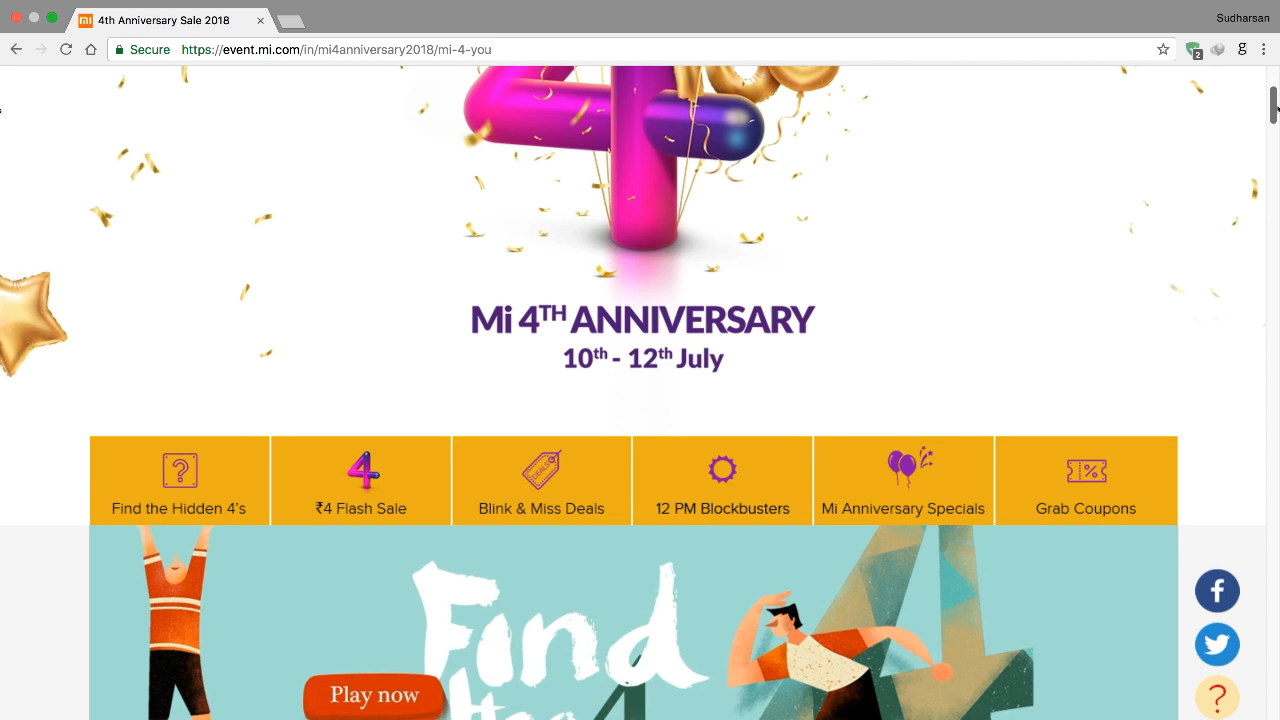 4th Anniversary Sale 2018
Sudharsan
Secure https://event.mi.com/in/mi4anniversary2018/mi-4-you
2
g
Mi 4TH ANNIVERSARY
10th - 12th July
Find the Hidden 4's
₹4 Flash Sale
Blink & Miss Deals
12 PM Blockbusters
Mi Anniversary Specials
Grab Coupons
Find
Play now